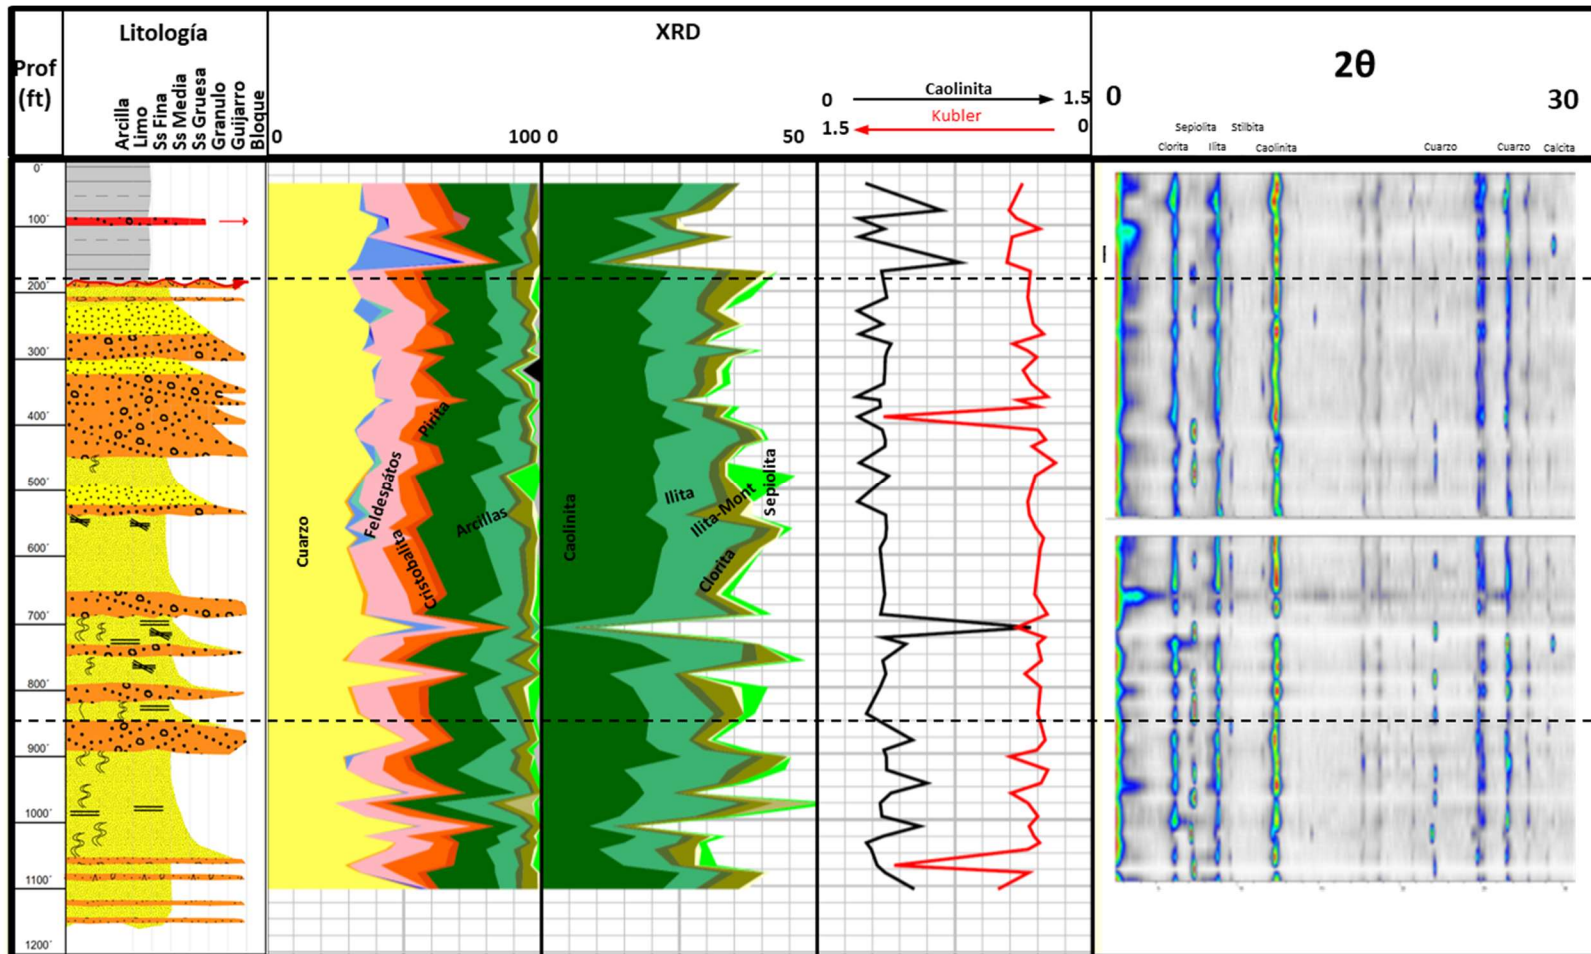 Prof
(ft)
Litología
Arcilla
Limo
Ss Fina
Ss Media
Ss Gruesa
Granulo
Guijarro
Bloque
XRD
0
100
0
50
Caolinita
0
1.5
Kubler
1.5
0
2θ
0
30
Sepiolita
Stilbita
Clorita
Ilita
Caolinita
Cuarzo
Cuarzo
Calcita
0´
100´
200´
300´
400´
500´
600´
700´
800´
900´
1000´
1100´
1200´
Cuarzo
Feldespátos
Cristobalita
Pirita
Arcillas
Caolinita
Ilita
Ilita-Mont
Clorita
Sepiolita